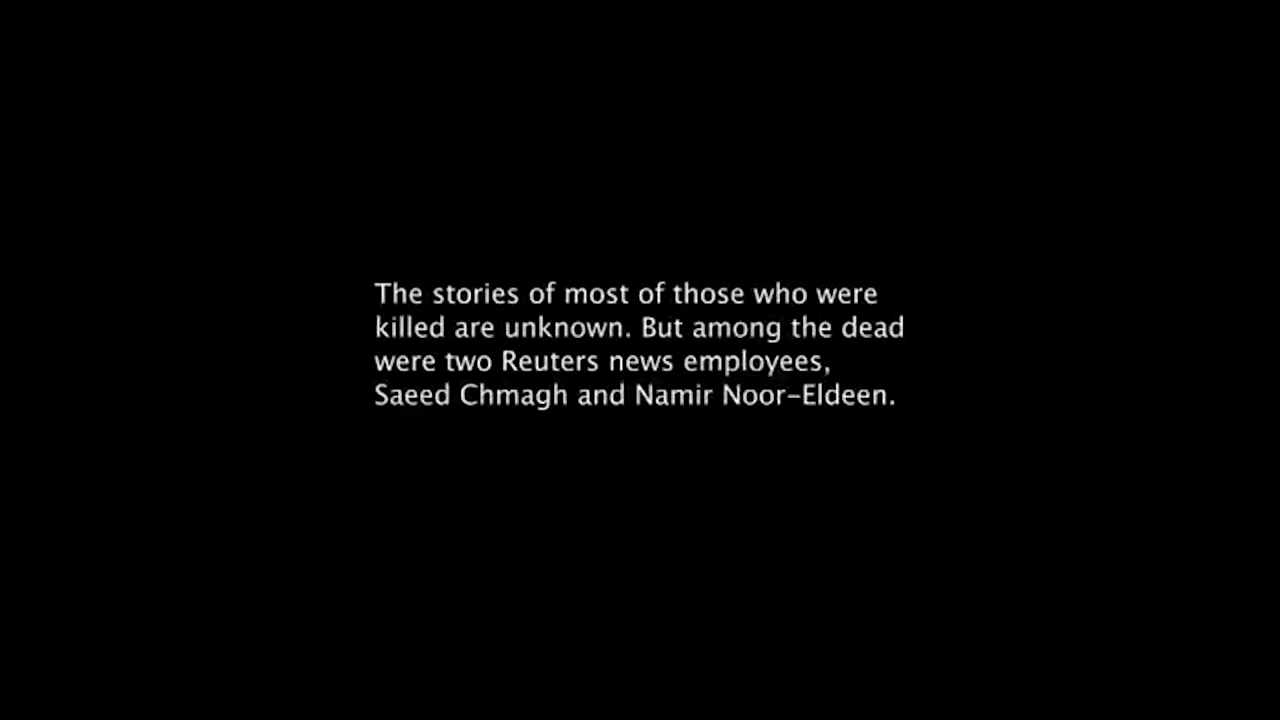 The stories of most of those who were
killed are unknown. But among the dead
were two Reuters news employees,
Saeed Chmagh and Namir Noor-Eldeen.